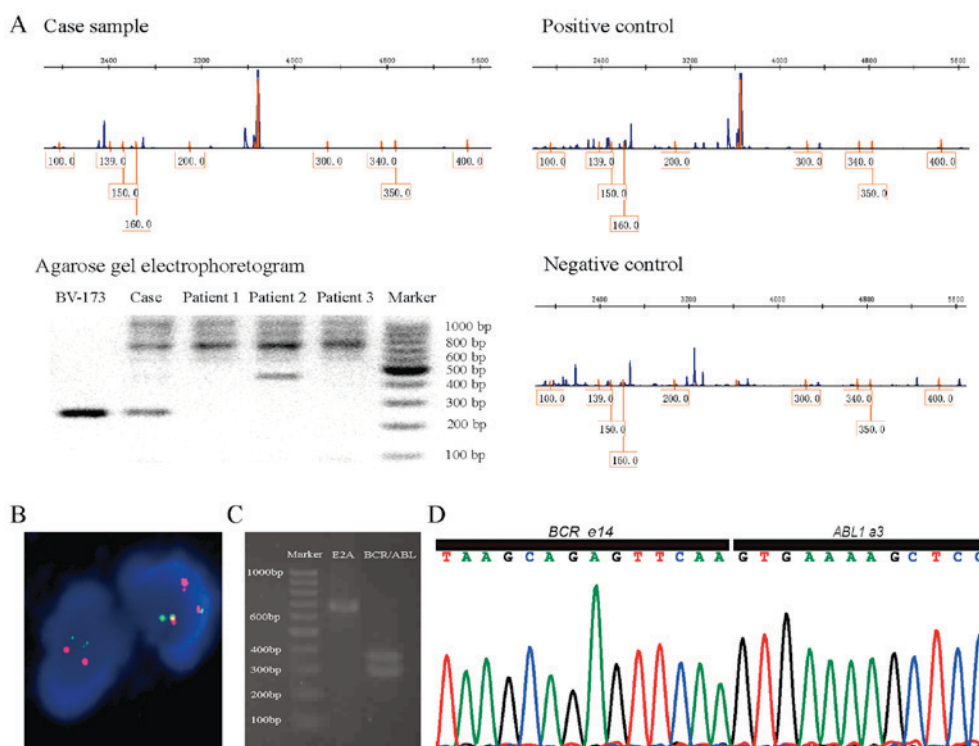 A
Case sample
2400 3200 4000 4800 5600
100.0 139.0 200.0 300.0 340.0 400.0
150.0 350.0
160.0
Positive control
2400 3200 4000 4800 5600
100.0 139.0 200.0 300.0 340.0 400.0
150.0 350.0
160.0
Agarose gel electrophoretogram
BV-173 Case Patient 1 Patient 2 Patient 3 Marker
1000 bp
800 bp
600 bp
500 bp
400 bp
300 bp
200 bp
100 bp
Negative control
2400 3200 4000 4800 5600
100.0 139.0 200.0 300.0 340.0 400.0
150.0 350.0
160.0
B
C
Marker E2A BCR/ABL
1000bp
600bp
400bp
300bp
200bp
100bp
D
BCR e14 ABL1 a3
TAAGCAGAGTTCAAGTGAAAAGCTCC